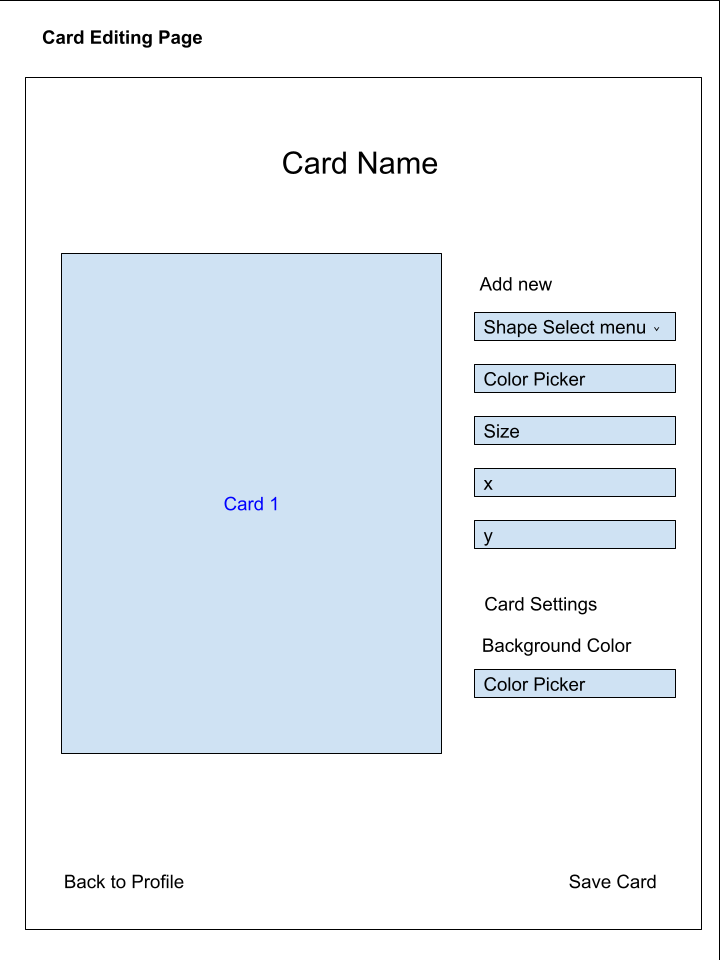 Card Editing Page
Card Name
Card 1
Add new
Shape Select menu
Color Picker
Size
x
y
Card Settings
Background Color
Color Picker
Back to Profile
Save Card